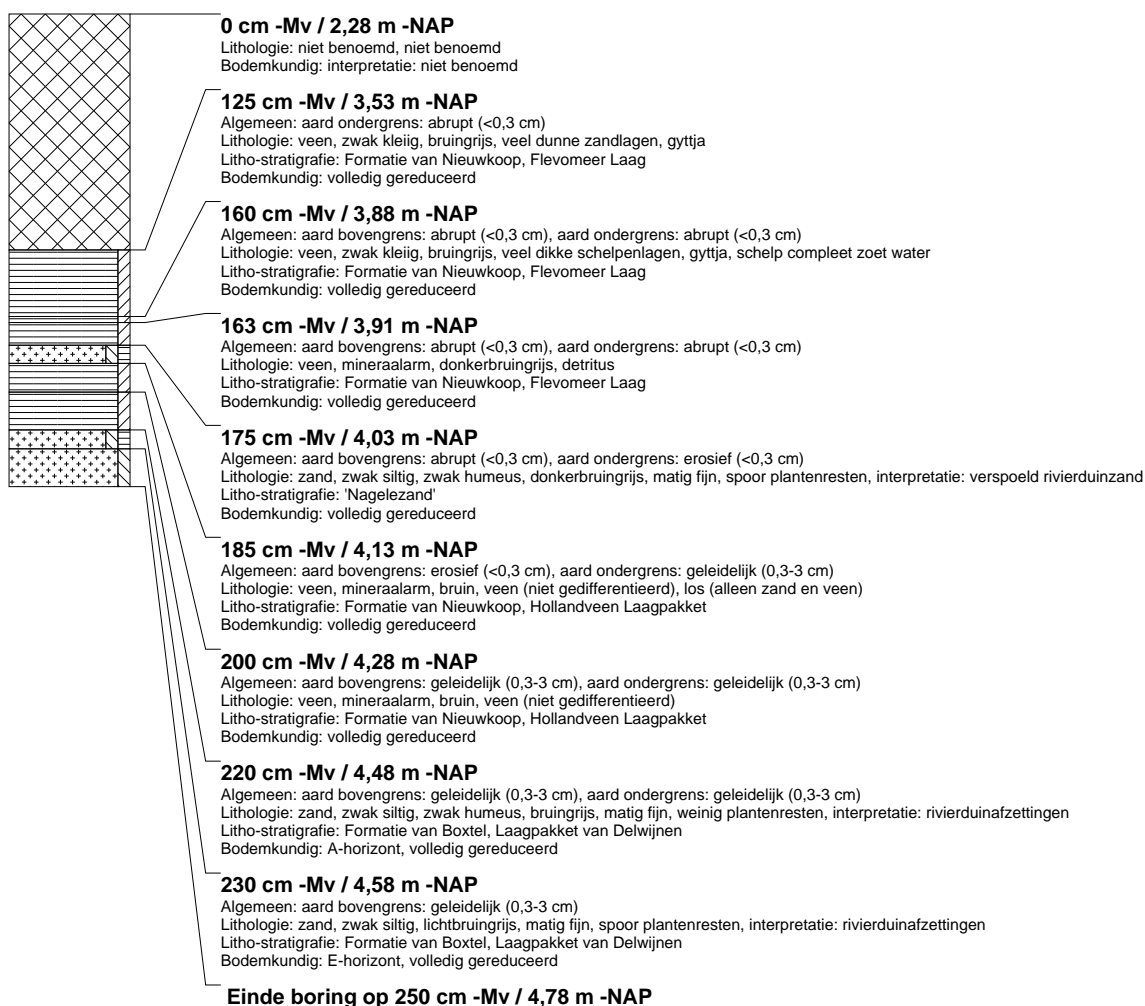 0 cm -Mv / 2,28 m -NAP
Lithologie: niet benoemd, niet benoemd
Bodemkundig: interpretatie: niet benoemd
125 cm -Mv / 3,53 m -NAP
Algemeen: aard ondergrens: abrupt (<0,3 cm)
Lithologie: veen, zwak kleiig, bruingrijs, veel dunne zandlagen, gyttja
Litho-stratigrafie: Formatie van Nieuwkoop, Flevomeer Laag
Bodemkundig: volledig gereduceerd
160 cm -Mv / 3,88 m -NAP
Algemeen: aard bovengrens: abrupt (<0,3 cm), aard ondergrens: abrupt (<0,3 cm)
Lithologie: veen, zwak kleiig, bruingrijs, veel dikke schelpenlagen, gyttja, schelp compleet zoet water
Litho-stratigrafie: Formatie van Nieuwkoop, Flevomeer Laag
Bodemkundig: volledig gereduceerd
163 cm -Mv / 3,91 m -NAP
Algemeen: aard bovengrens: abrupt (<0,3 cm), aard ondergrens: abrupt (<0,3 cm)
Lithologie: veen, mineraalarm, donkerbruingrijs, detritus
Litho-stratigrafie: Formatie van Nieuwkoop, Flevomeer Laag
Bodemkundig: volledig gereduceerd
175 cm -Mv / 4,03 m -NAP
Algemeen: aard bovengrens: abrupt (<0,3 cm), aard ondergrens: erosief (<0,3 cm)
Lithologie: zand, zwak siltig, zwak humeus, donkerbruingrijs, matig fijn, spoor plantenresten, interpretatie: verspoeld rivierduinzand
Litho-stratigrafie: 'Nagelezand'
Bodemkundig: volledig gereduceerd
185 cm -Mv / 4,13 m -NAP
Algemeen: aard bovengrens: erosief (<0,3 cm), aard ondergrens: geleidelijk (0,3-3 cm)
Lithologie: veen, mineraalarm, bruin, veen (niet gedifferentieerd), los (alleen zand en veen)
Litho-stratigrafie: Formatie van Nieuwkoop, Hollandveen Laagpakket
Bodemkundig: volledig gereduceerd
200 cm -Mv / 4,28 m -NAP
Algemeen: aard bovengrens: geleidelijk (0,3-3 cm), aard ondergrens: geleidelijk (0,3-3 cm)
Lithologie: veen, mineraalarm, bruin, veen (niet gedifferentieerd)
Litho-stratigrafie: Formatie van Nieuwkoop, Hollandveen Laagpakket
Bodemkundig: volledig gereduceerd
220 cm -Mv / 4,48 m -NAP
Algemeen: aard bovengrens: geleidelijk (0,3-3 cm), aard ondergrens: geleidelijk (0,3-3 cm)
Lithologie: zand, zwak siltig, zwak humeus, bruingrijs, matig fijn, weinig plantenresten, interpretatie: rivierduinafzettingen
Litho-stratigrafie: Formatie van Boxtel, Laagpakket van Delwijnen
Bodemkundig: A-horizont, volledig gereduceerd
230 cm -Mv / 4,58 m -NAP
Algemeen: aard bovengrens: geleidelijk (0,3-3 cm)
Lithologie: zand, zwak siltig, lichtbruingrijs, matig fijn, spoor plantenresten, interpretatie: rivierduinafzettingen
Litho-stratigrafie: Formatie van Boxtel, Laagpakket van Delwijnen
Bodemkundig: E-horizont, volledig gereduceerd
Einde boring op 250 cm -Mv / 4,78 m -NAP